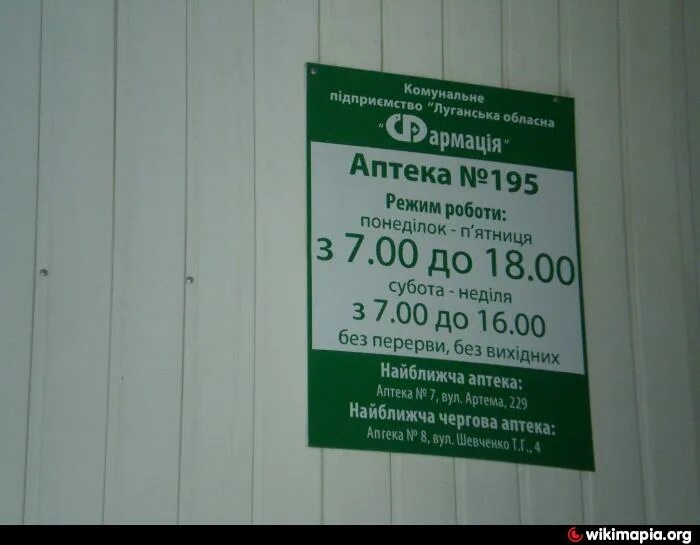 Комунальне
підприємство "Луганська обласна
"Фармація"
Аптека №195
Режим роботи:
понеділок - п'ятниця
з 7.00 до 18.00
субота - неділя
з 7.00 до 16.00
без перерви, без вихідних
Найближча аптека:
Аптека № 7, вул. Артема, 229
Найближча чергова аптека:
Аптека № 8, вул. Шевченко Т.Г., 4
wikimapia.org